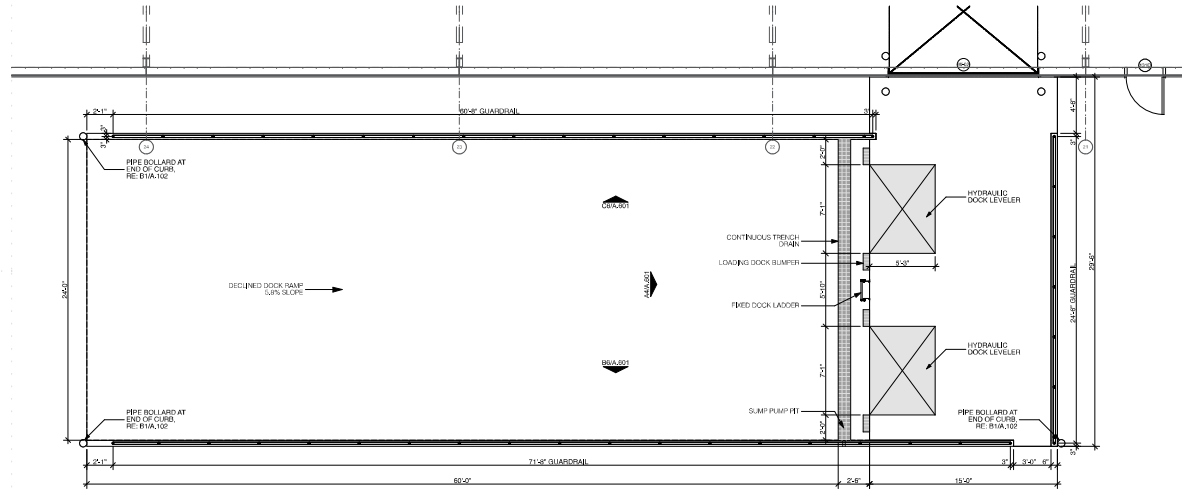 2'-1"
60'-8" GUARDRAIL
3"
4'-8"
3"
3"
24
23
22
21
2'-0"
3"
PIPE BOLLARD AT
END OF CURB,
RE: B1/A.102
C6/A.601
HYDRAULIC
DOCK LEVELER
7'-1"
CONTINUOUS TRENCH
DRAIN
LOADING DOCK BUMPER
5'-3"
A4/A.601
DECLINED DOCK RAMP
5.9% SLOPE
24'-0"
5'-10"
FIXED DOCK LADDER
24'-8" GUARDRAIL
29'-6"
B6/A.601
HYDRAULIC
DOCK LEVELER
7'-1"
PIPE BOLLARD AT
END OF CURB,
RE: B1/A.102
SUMP PUMP PIT
2'-0"
PIPE BOLLARD AT
END OF CURB,
RE: B1/A.102
3"
2'-1"
71'-8" GUARDRAIL
3"
3'-0"
6"
60'-0"
2'-6"
15'-0"